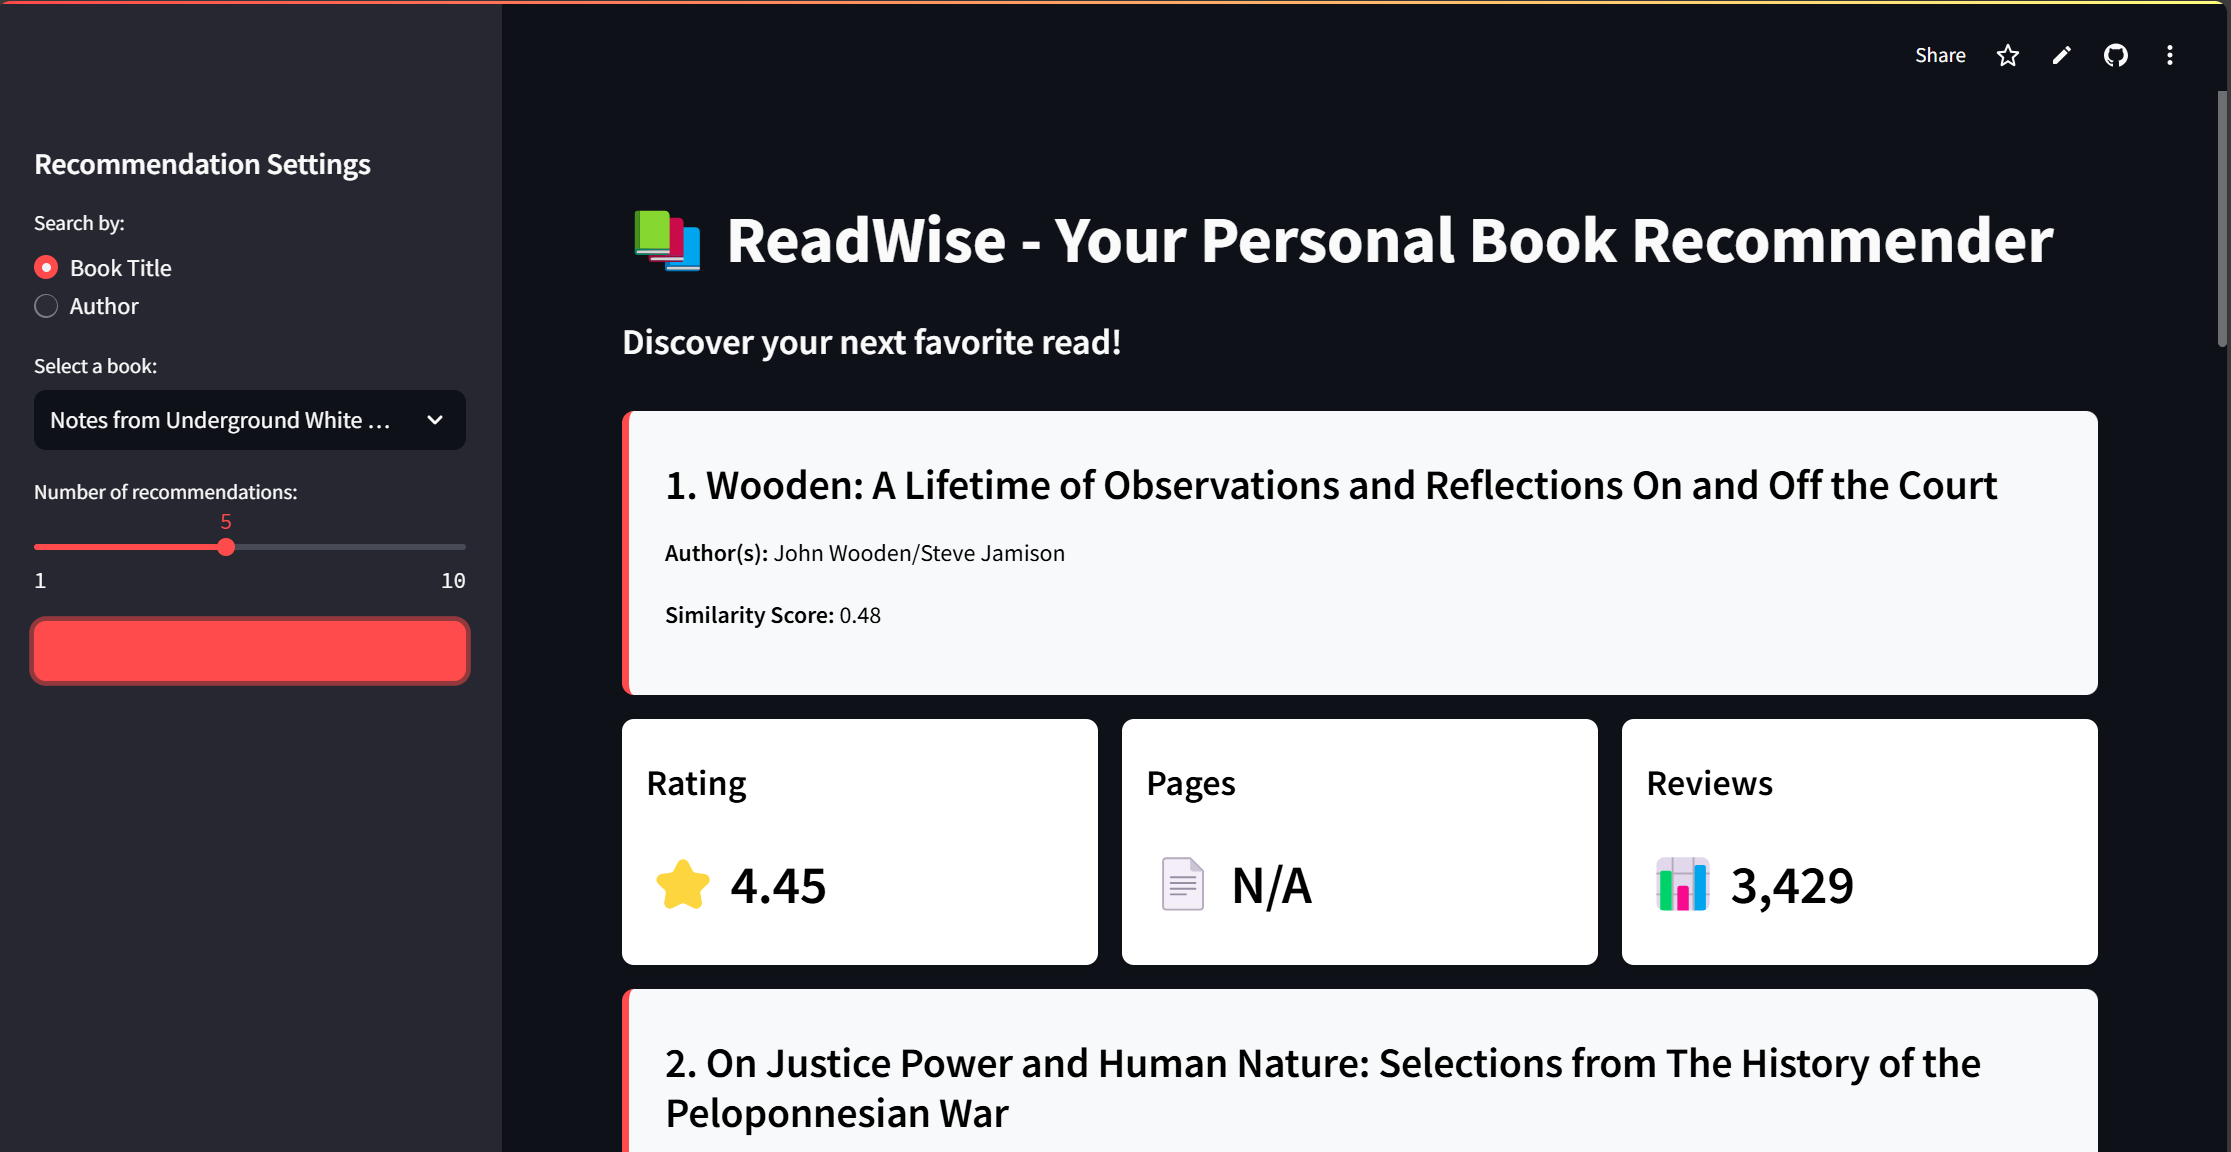 Share
Recommendation Settings
Search by:
Book Title
Author
Select a book:
Notes from Underground White ...
Number of recommendations:
5
1 10
ReadWise - Your Personal Book Recommender
Discover your next favorite read!
1. Wooden: A Lifetime of Observations and Reflections On and Off the Court
Author(s): John Wooden/Steve Jamison
Similarity Score: 0.48
Rating
4.45
Pages
N/A
Reviews
3,429
2. On Justice Power and Human Nature: Selections from The History of the
Peloponnesian War